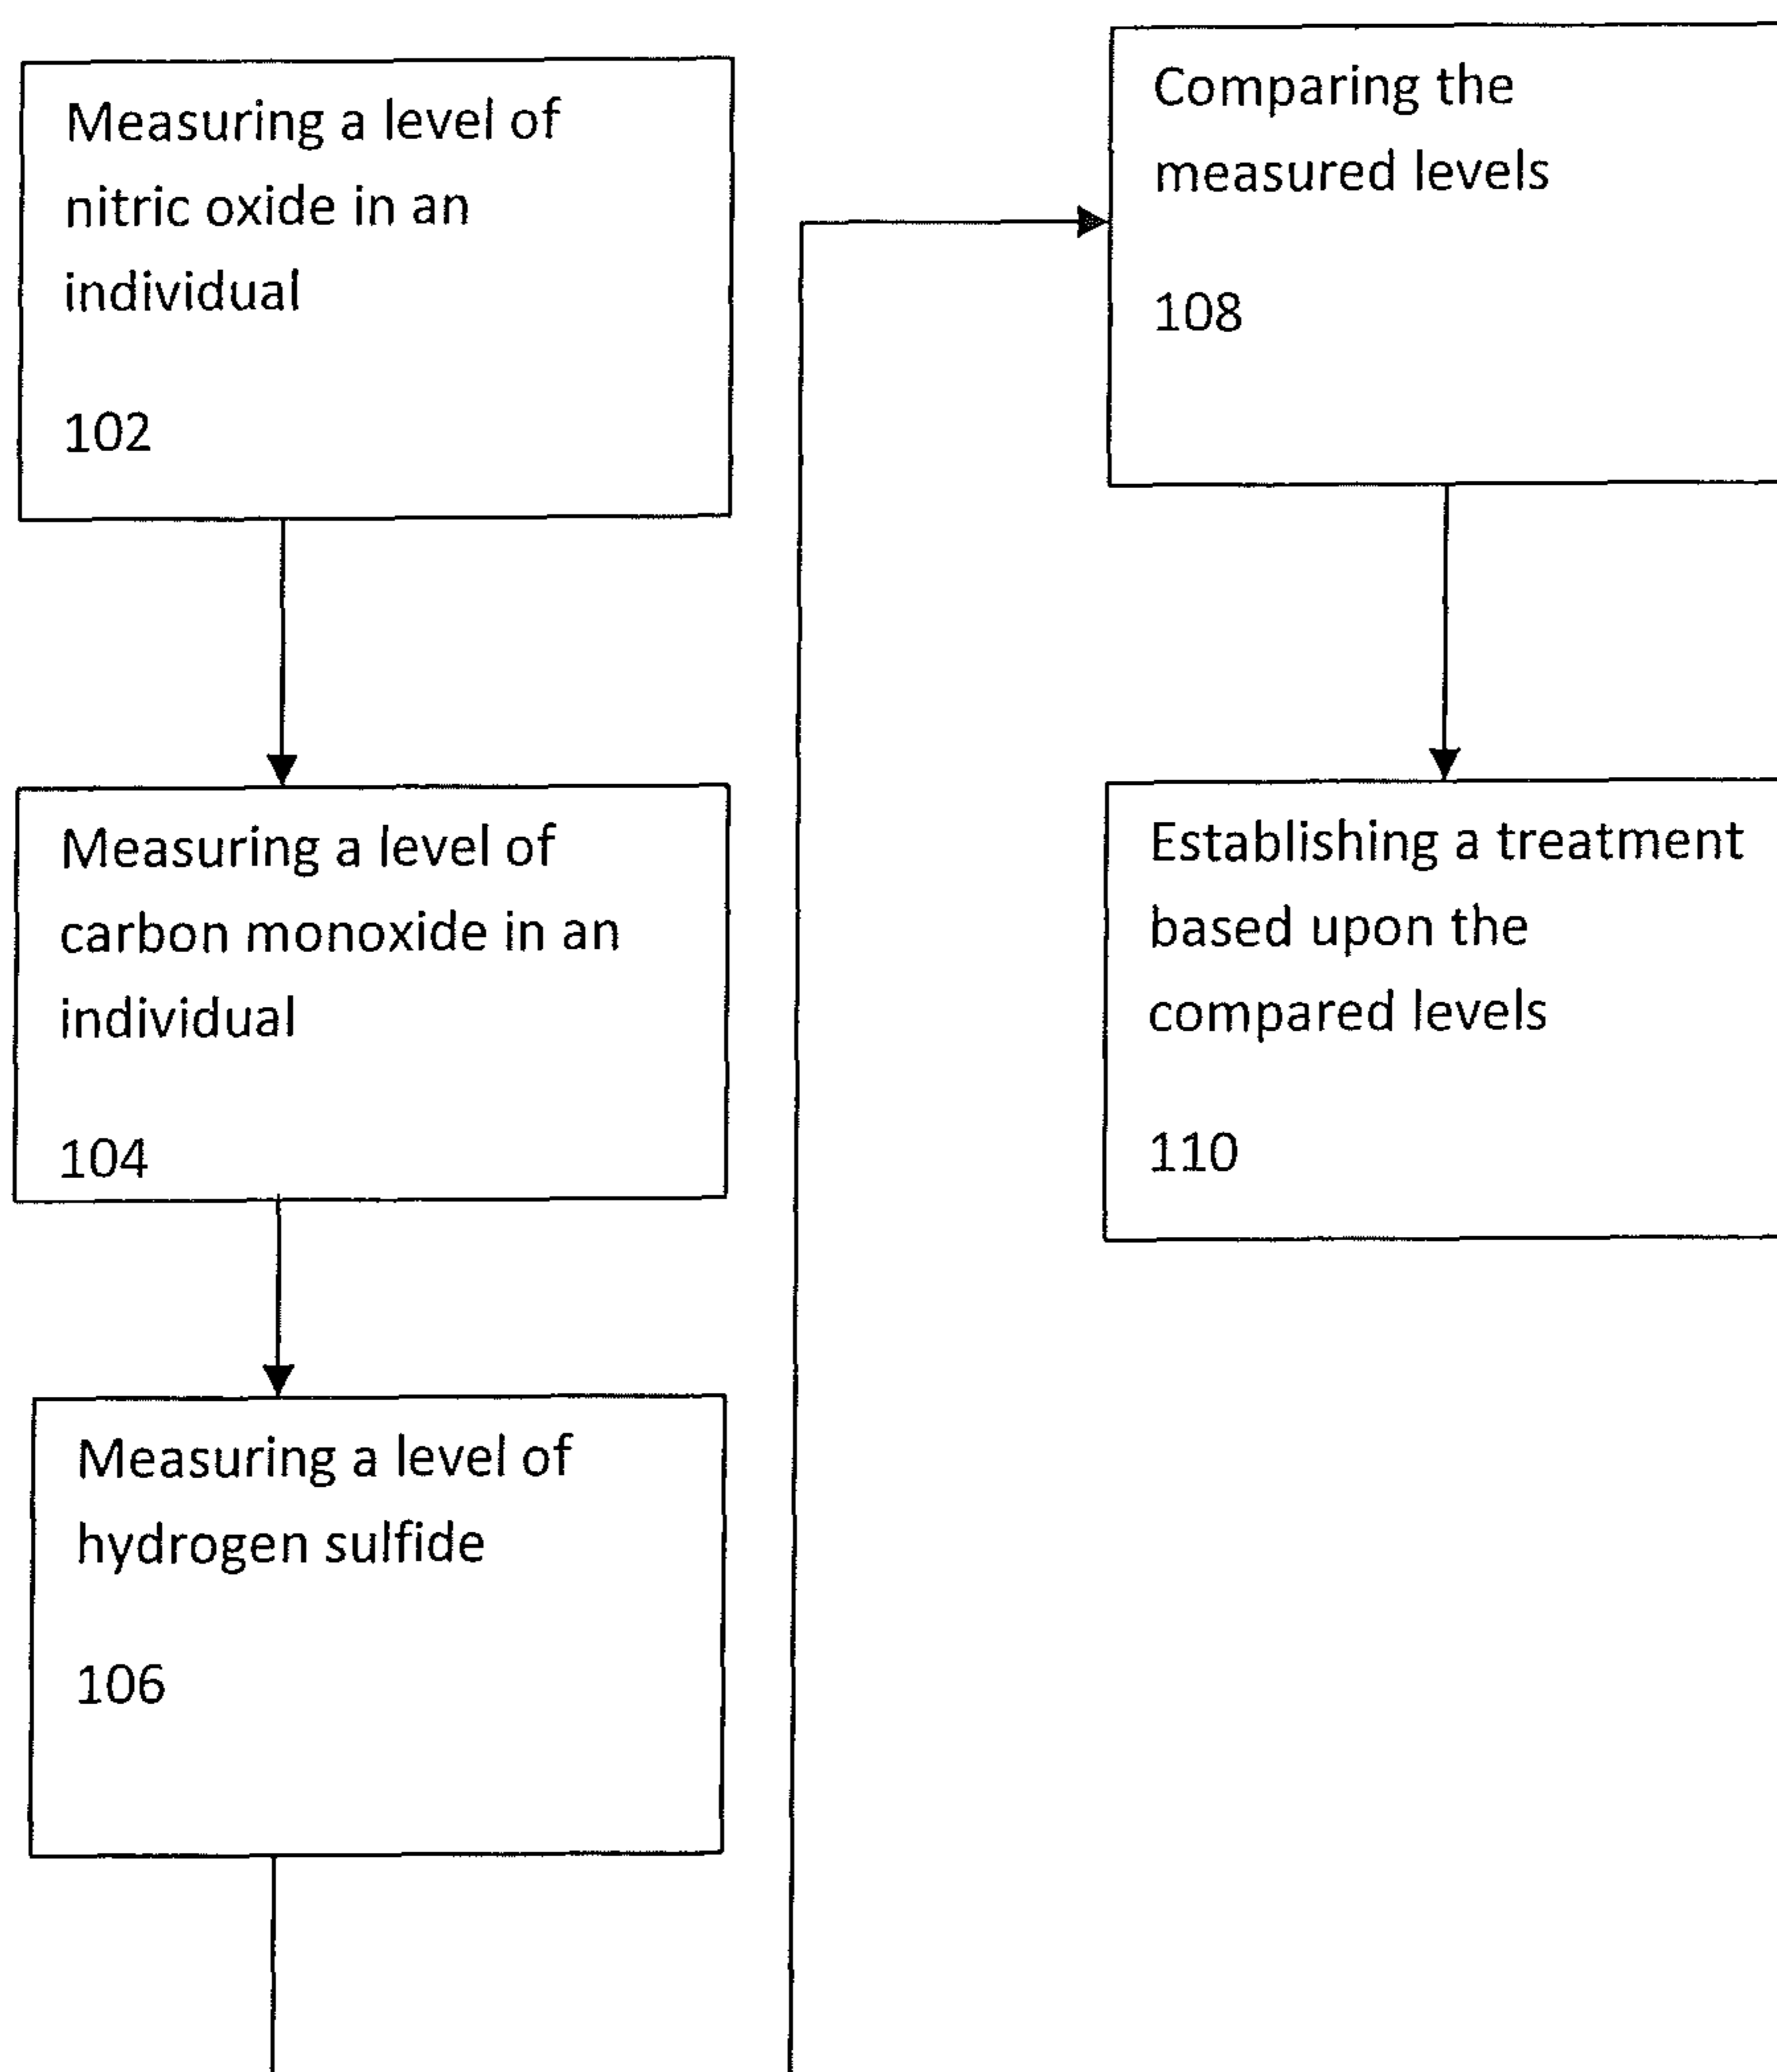 Measuring a level of
nitric oxide in an
individual
102
Measuring a level of
carbon monoxide in an
individual
104
Measuring a level of
hydrogen sulfide
106
Comparing the
measured levels
108
Establishing a treatment
based upon the
compared levels
110